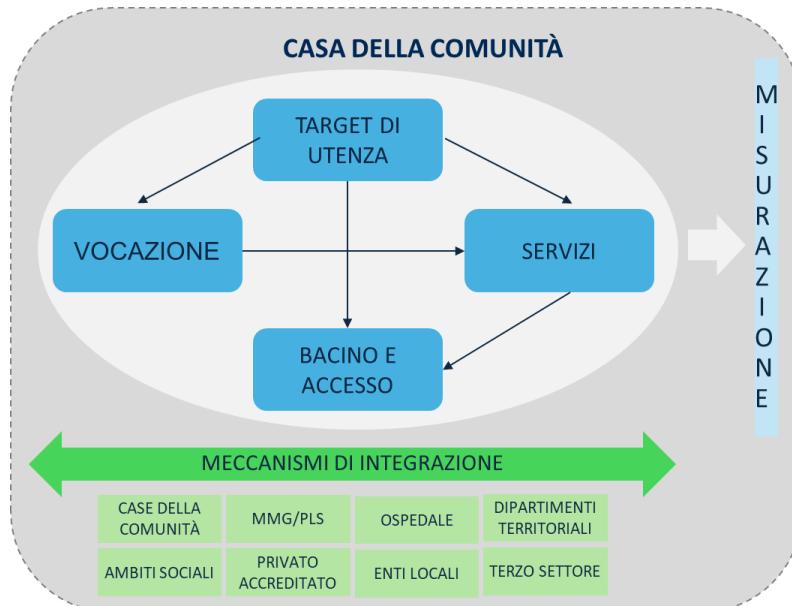 CASA DELLA COMUNITÀ
TARGET DI
UTENZA
VOCAZIONE
SERVIZI
BACINO E
ACCESSO
MISURAZIONE
MECCANISMI DI INTEGRAZIONE
CASE DELLA
COMUNITÀ
MMG/PLS
OSPEDALE
DIPARTIMENTI
TERRITORIALI
AMBITI SOCIALI
PRIVATO
ACCREDITATO
ENTI LOCALI
TERZO SETTORE